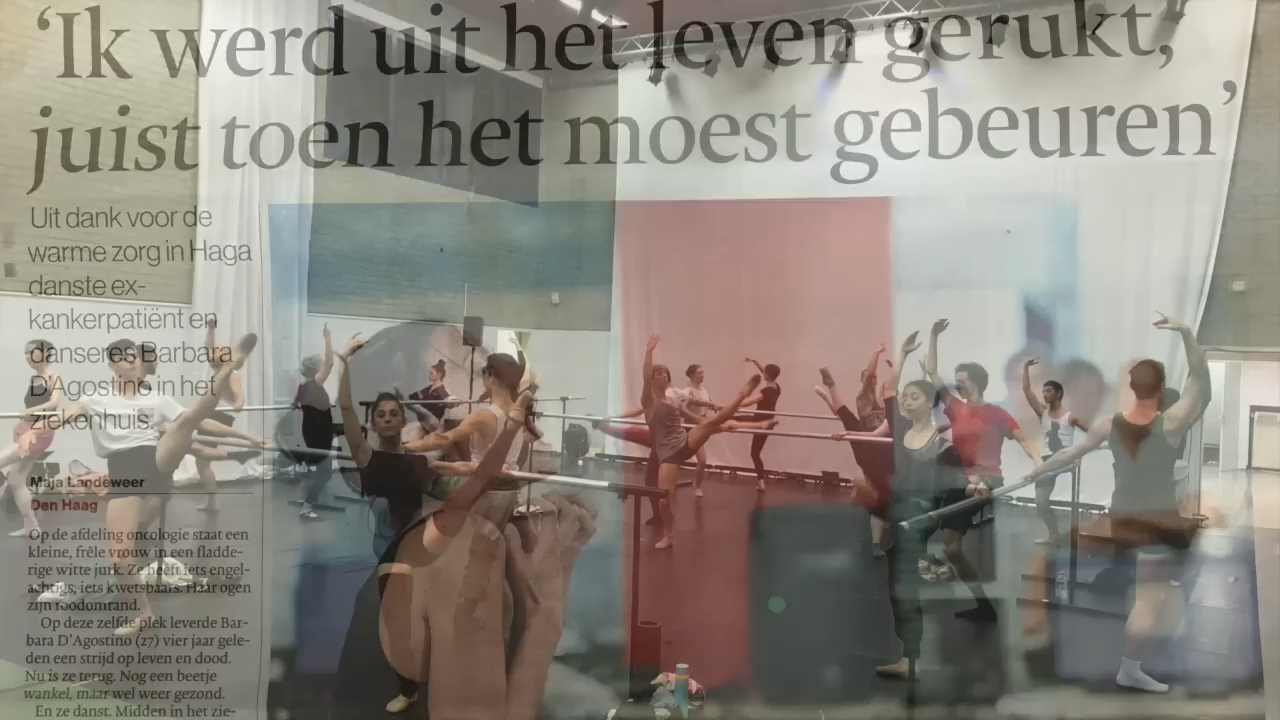 ‘Ik werd uit het leven gerukt,
juist toen het moest gebeuren’
Uit dank voor de
warme zorg in Haga
danste ex-
kankerpatiënt en
danseres Barbara
D’Agostino in het
ziekenhuis.
Maja Landeweer
Den Haag
Op de afdeling oncologie staat een
kleine, frêle vrouw in een fladde-
rige witte jurk. Ze heeft iets engel-
achtigs, iets kwetsbaars. Haar ogen
zijn roodomrand.
Op deze zelfde plek leverde Bar-
bara D’Agostino (27) vier jaar gele-
den een strijd op leven en dood.
Nu is ze terug. Nog een beetje
wankel, maar wel weer gezond.
En ze danst. Midden in het zie-